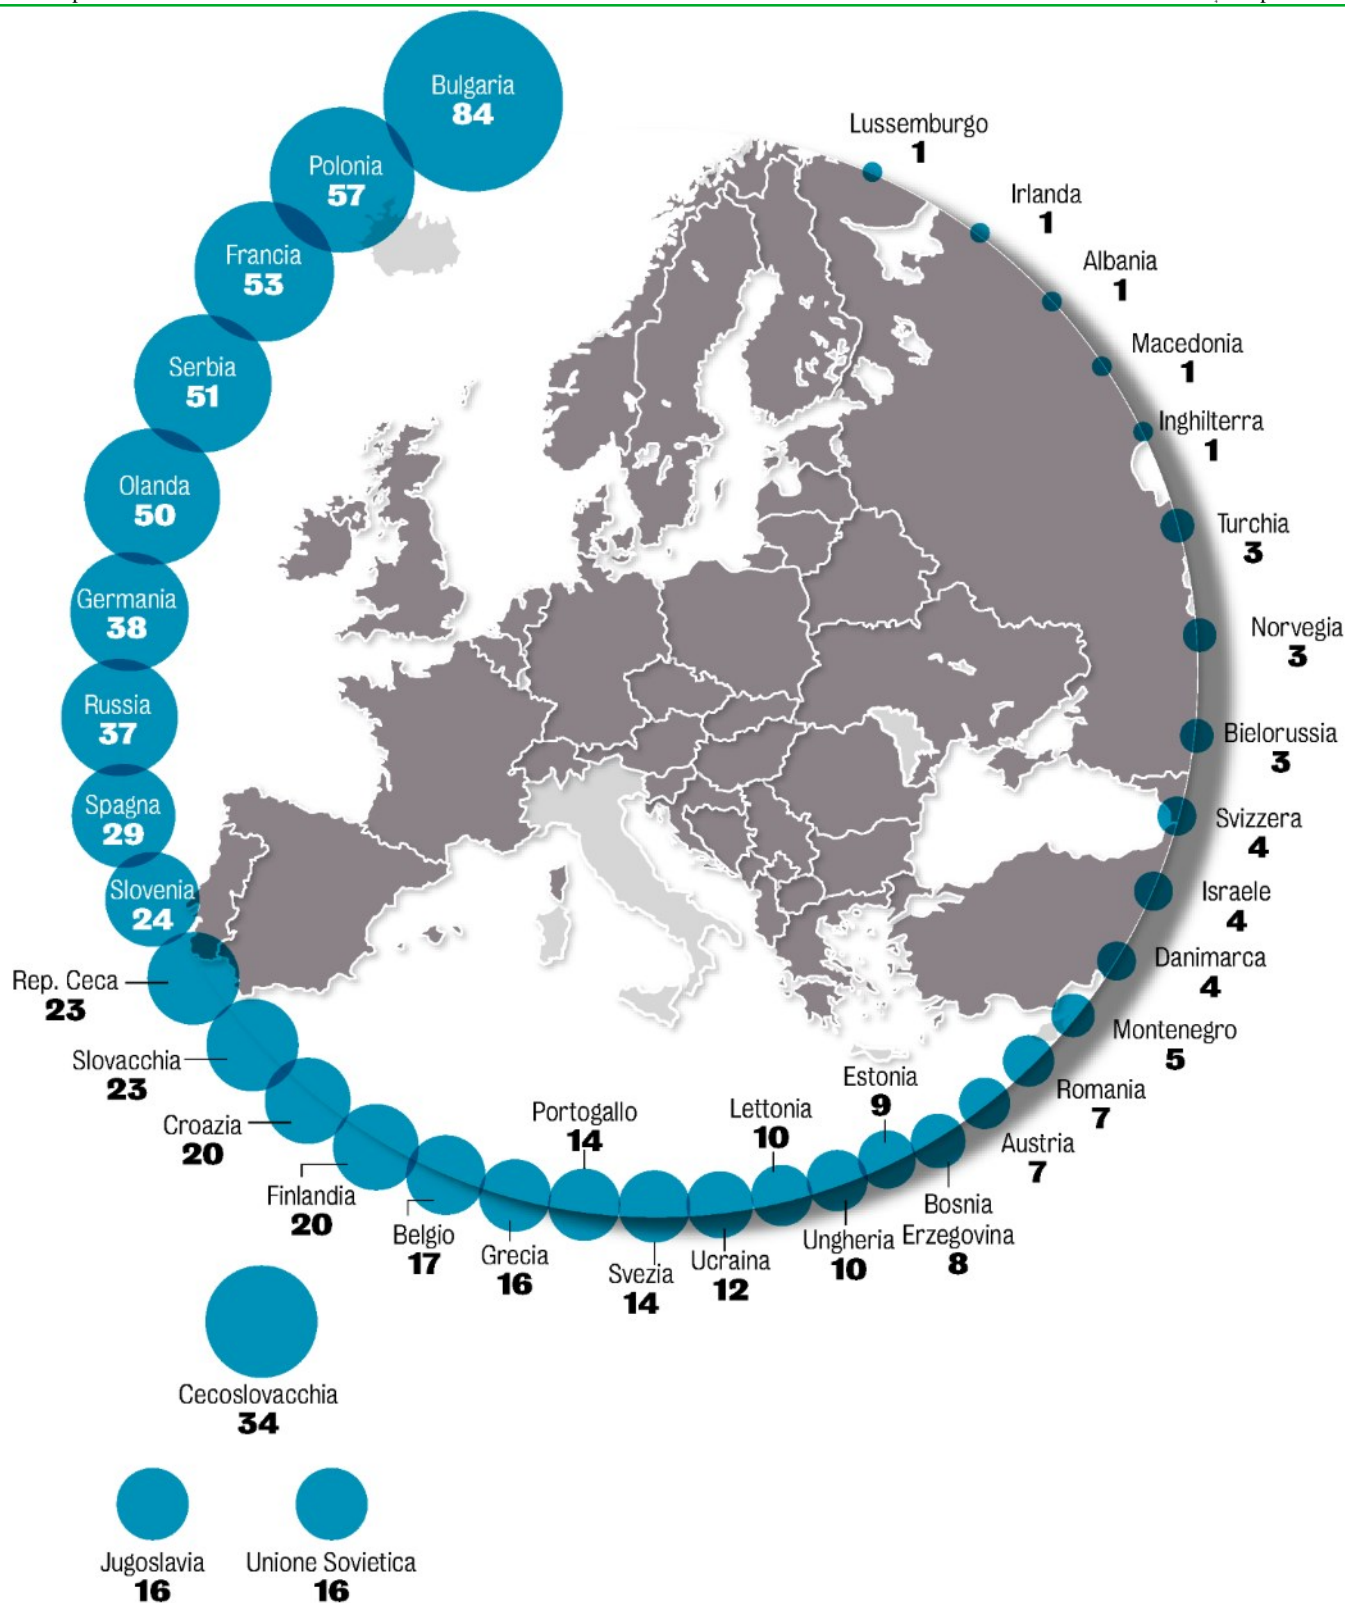 Bulgaria
84
Polonia
57
Francia
53
Serbia
51
Olanda
50
Germania
38
Russia
37
Spagna
29
Slovenia
24
Rep. Ceca
23
Slovacchia
23
Croazia
20
Finlandia
20
Belgio
17
Grecia
16
Portogallo
14
Svezia
14
Ucraina
12
Lettonia
10
Ungheria
10
Estonia
9
Bosnia
Erzegovina
8
Austria
7
Romania
7
Montenegro
5
Danimarca
4
Israele
4
Svizzera
4
Bielorussia
3
Norvegia
3
Turchia
3
Inghilterra
1
Macedonia
1
Albania
1
Irlanda
1
Lussemburgo
1
Cecoslovacchia
34
Jugoslavia
16
Unione Sovietica
16